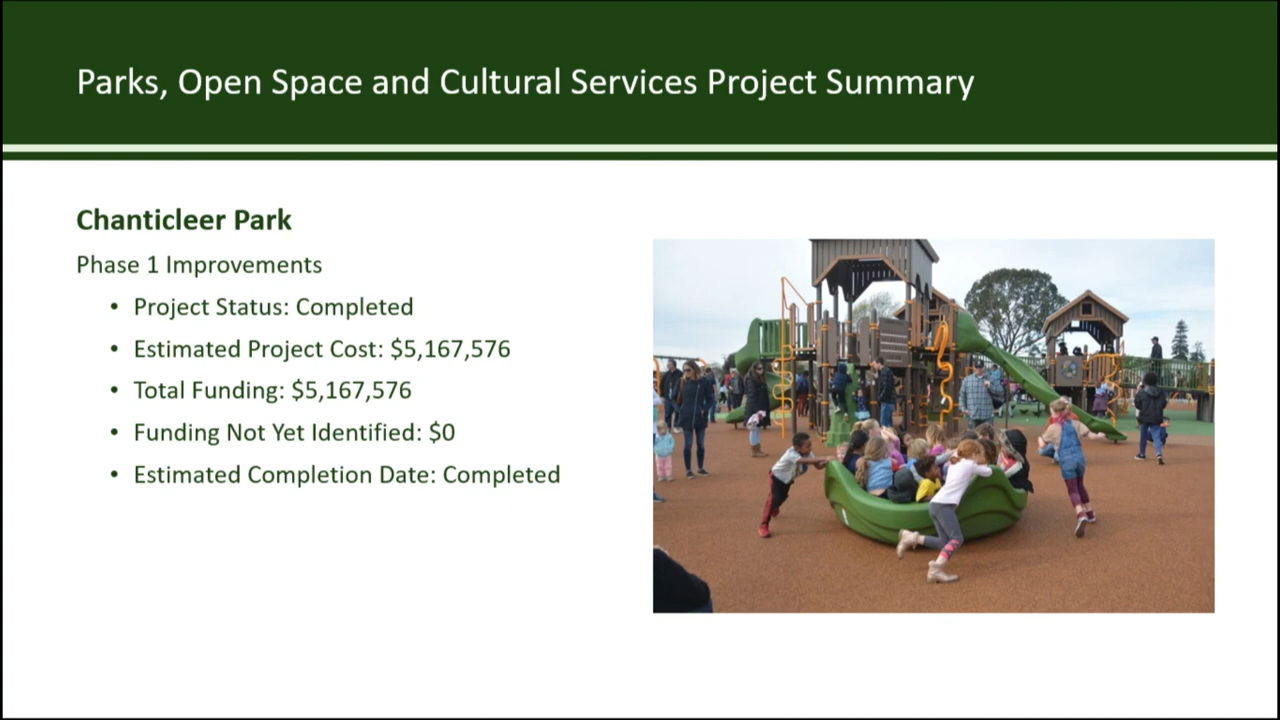 Parks, Open Space and Cultural Services Project Summary
Chanticleer Park
Phase 1 Improvements
• Project Status: Completed
• Estimated Project Cost: $5,167,576
• Total Funding: $5,167,576
• Funding Not Yet Identified: $0
• Estimated Completion Date: Completed